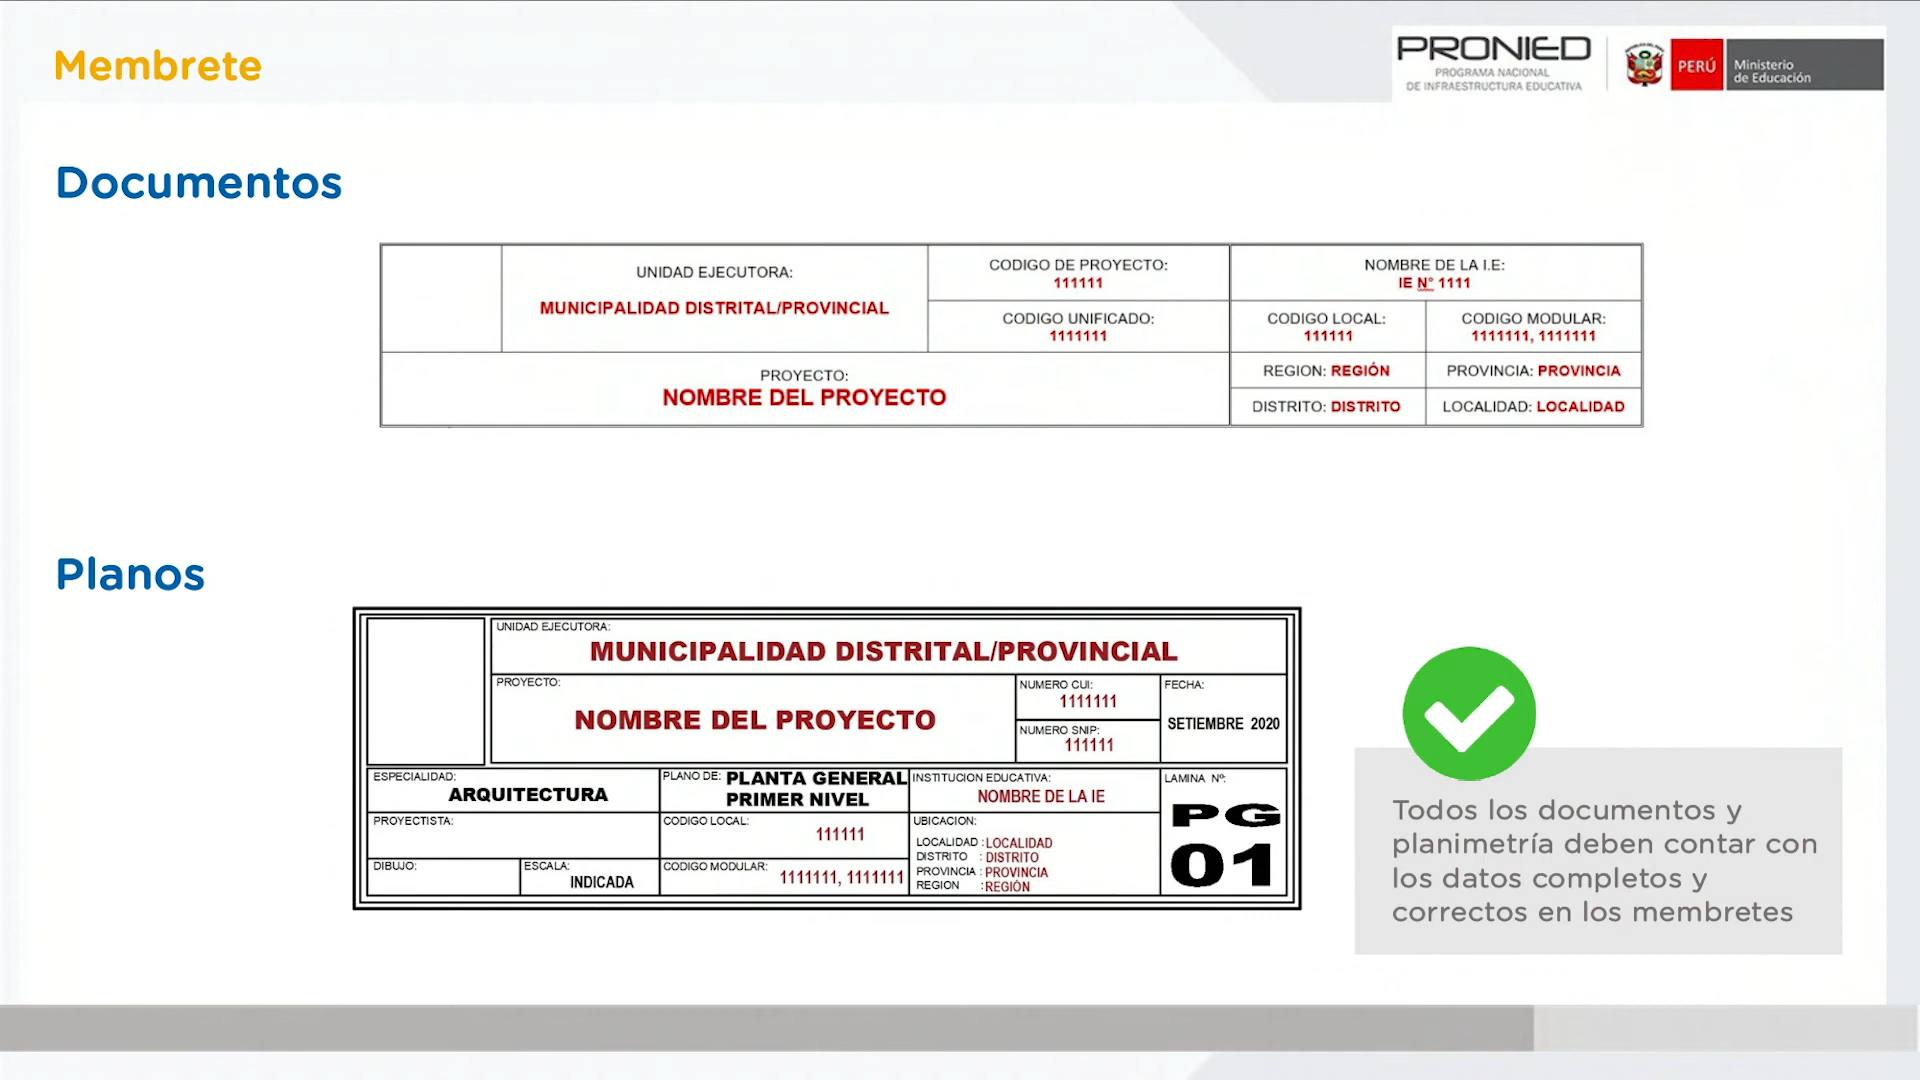 Membrete
PRONIED
PROGRAMA NACIONAL
DE INFRAESTRUCTURA EDUCATIVA
PERÚ
Ministerio
de Educación
Documentos
UNIDAD EJECUTORA:
MUNICIPALIDAD DISTRITAL/PROVINCIAL
CODIGO DE PROYECTO:
111111
CODIGO UNIFICADO:
1111111
NOMBRE DE LA I.E:
IE N° 1111
CODIGO LOCAL:
111111
CODIGO MODULAR:
1111111, 1111111
PROYECTO:
NOMBRE DEL PROYECTO
REGION: REGIÓN
PROVINCIA: PROVINCIA
DISTRITO: DISTRITO
LOCALIDAD: LOCALIDAD
Planos
UNIDAD EJECUTORA:
MUNICIPALIDAD DISTRITAL/PROVINCIAL
PROYECTO:
NOMBRE DEL PROYECTO
NUMERO CUI:
1111111
NUMERO SNIP:
111111
FECHA:
SETIEMBRE 2020
ESPECIALIDAD:
ARQUITECTURA
PLANO DE: PLANTA GENERAL
PRIMER NIVEL
INSTITUCION EDUCATIVA:
NOMBRE DE LA IE
LAMINA Nº:
PG
01
PROYECTISTA:
CODIGO LOCAL:
111111
UBICACION:
LOCALIDAD : LOCALIDAD
DISTRITO : DISTRITO
PROVINCIA : PROVINCIA
REGION : REGIÓN
DIBUJO:
ESCALA:
INDICADA
CODIGO MODULAR:
1111111, 1111111
Todos los documentos y
planimetría deben contar con
los datos completos y
correctos en los membretes